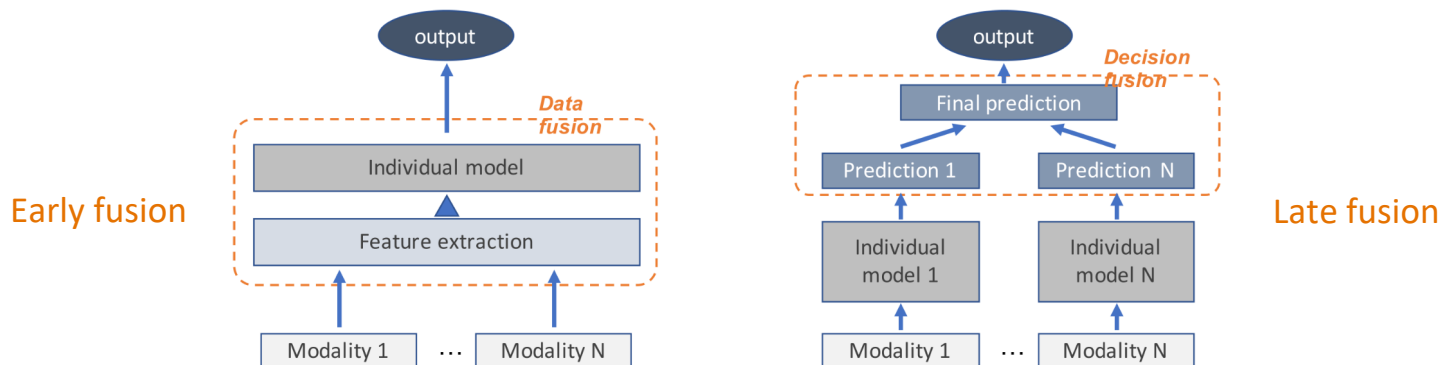 output
Data
fusion
Individual model
Early fusion
Feature extraction
Modality 1 ... Modality N
output
Decision
fusion
Final prediction
Prediction 1
Prediction N
Individual
model 1
Individual
model N
Late fusion
Modality 1 ... Modality N